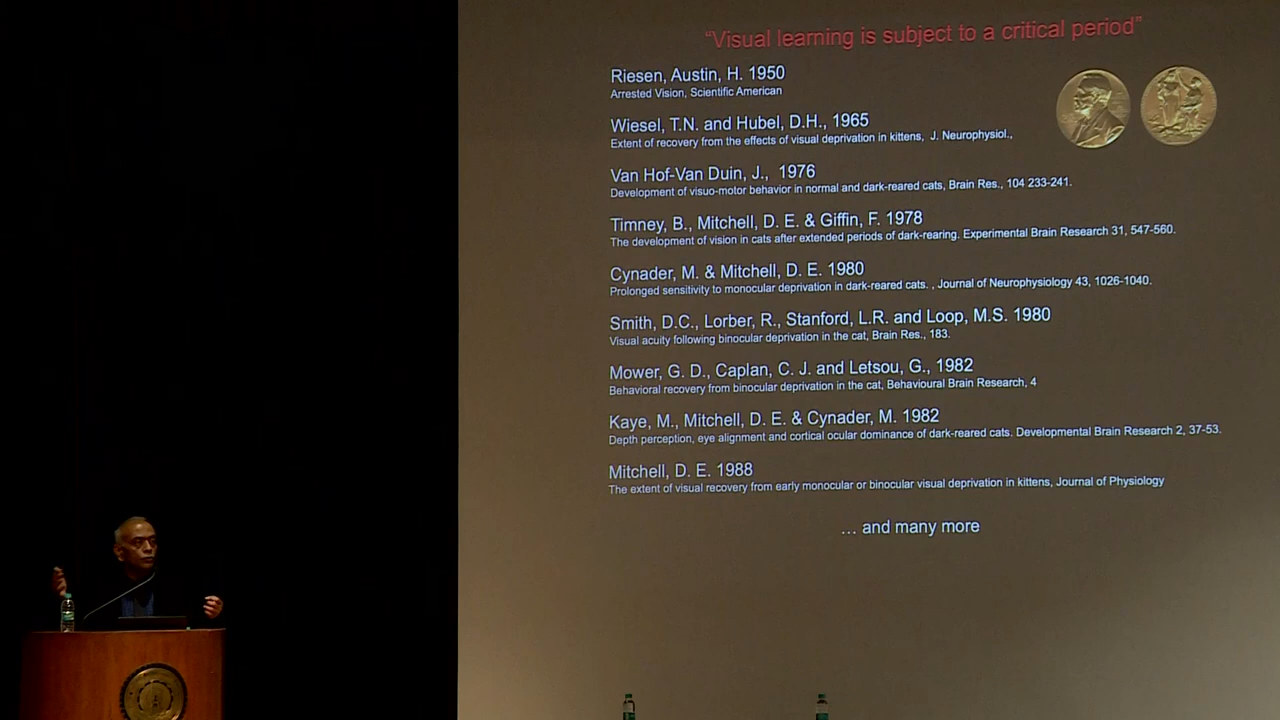 “Visual learning is subject to a critical period”
Riesen, Austin, H. 1950
Arrested Vision, Scientific American
Wiesel, T.N. and Hubel, D.H., 1965
Extent of recovery from the effects of visual deprivation in kittens, J. Neurophysiol.,
Van Hof-Van Duin, J., 1976
Development of visuo-motor behavior in normal and dark-reared cats, Brain Res., 104 233-241.
Timney, B., Mitchell, D. E. & Giffin, F. 1978
The development of vision in cats after extended periods of dark-rearing. Experimental Brain Research 31, 547-560.
Cynader, M. & Mitchell, D. E. 1980
Prolonged sensitivity to monocular deprivation in dark-reared cats. , Journal of Neurophysiology 43, 1026-1040.
Smith, D.C., Lorber, R., Stanford, L.R. and Loop, M.S. 1980
Visual acuity following binocular deprivation in the cat, Brain Res., 183.
Mower, G. D., Caplan, C. J. and Letsou, G., 1982
Behavioral recovery from binocular deprivation in the cat, Behavioural Brain Research, 4
Kaye, M., Mitchell, D. E. & Cynader, M. 1982
Depth perception, eye alignment and cortical ocular dominance of dark-reared cats. Developmental Brain Research 2, 37-53.
Mitchell, D. E. 1988
The extent of visual recovery from early monocular or binocular visual deprivation in kittens, Journal of Physiology
… and many more